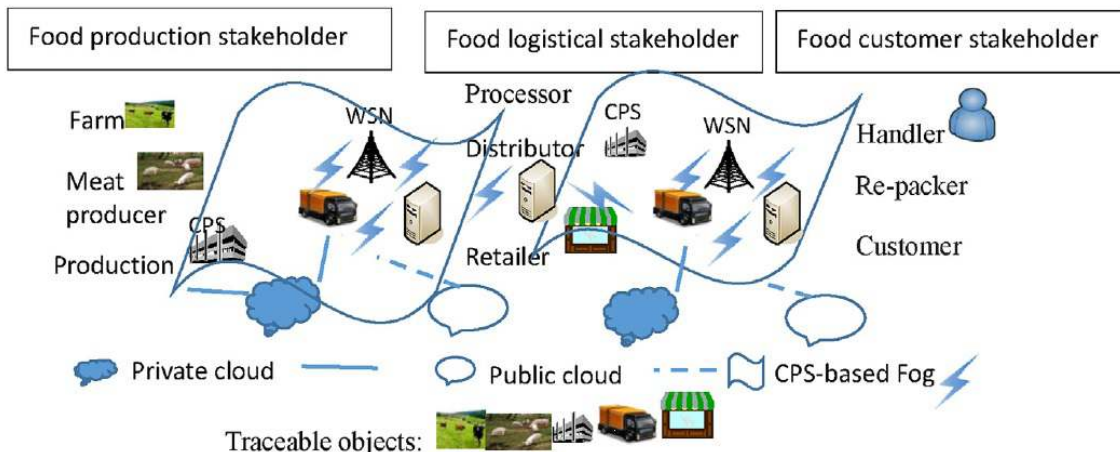 Food production stakeholder
Food logistical stakeholder
Food customer stakeholder
Farm
Meat
producer
Production
CPS
WSN
Processor
Distributor
Retailer
CPS
WSN
Handler
Re-packer
Customer
Private cloud
Public cloud
CPS-based Fog
Traceable objects: